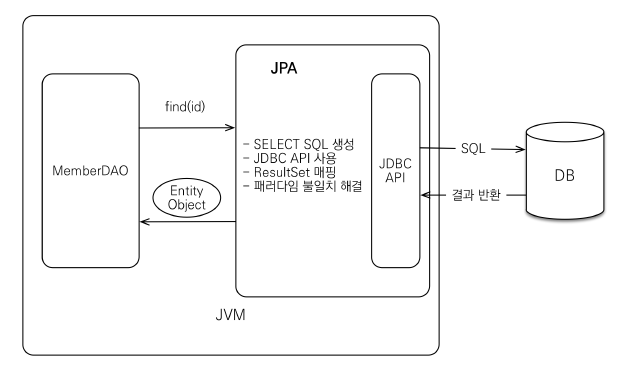 JPA
find(id)
MemberDAO
- SELECT SQL 생성
- JDBC API 사용
- ResultSet 매핑
- 패러다임 불일치 해결
JDBC
API
SQL
DB
Entity
Object
결과 반환
JVM